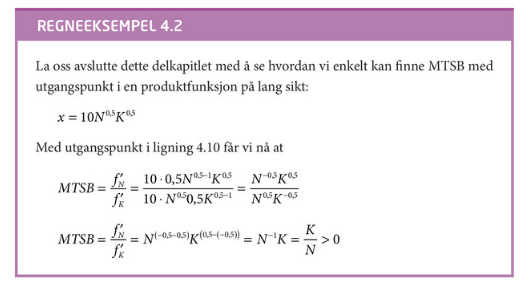 REGNEEKSEMPEL 4.2
La oss avslutte dette delkapitlet med å se hvordan vi enkelt kan finne MTSB med
utgangspunkt i en produktfunksjon på lang sikt:
x = 10N^{0,5}K^{0,5}
Med utgangspunkt i ligning 4.10 får vi nå at
MTSB = \frac{f'_N}{f'_K} = \frac{10 · 0,5N^{0,5–1}K^{0,5}}{10 · N^{0,5}0,5K^{0,5–1}} = \frac{N^{–0,5}K^{0,5}}{N^{0,5}K^{–0,5}}
MTSB = \frac{f'_N}{f'_K} = N^{(–0,5–0,5)}K^{(0,5–(–0,5))} = N^{–1}K = \frac{K}{N} > 0